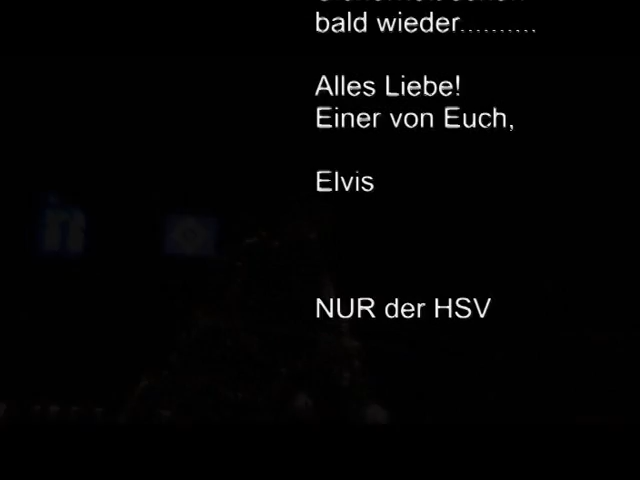 bald wieder..........
Alles Liebe!
Einer von Euch,
Elvis
NUR der HSV